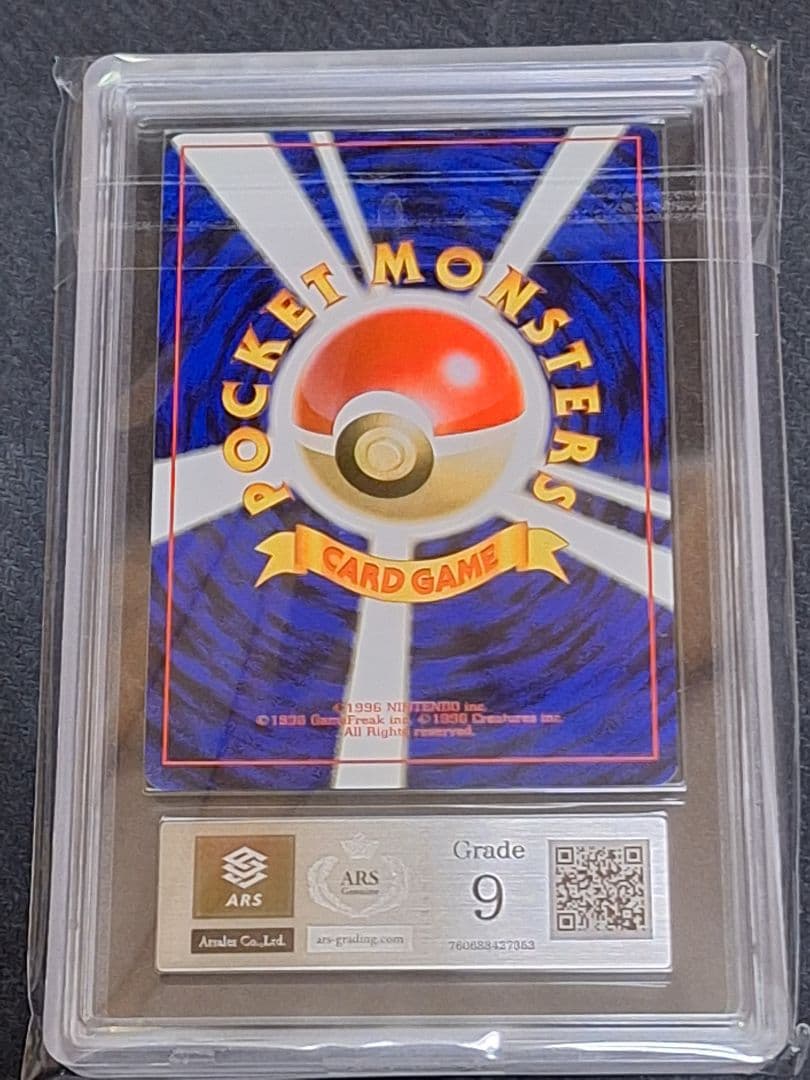 POCKET MONSTERS
CARD GAME
©1996 NINTENDO inc.
©1996 GameFreak inc. ©1996 Creatures inc.
All Rights reserved.
ARS
Arsales Co.,Ltd.
ARS
Genuine
ars-grading.com
Grade
9
760688427353